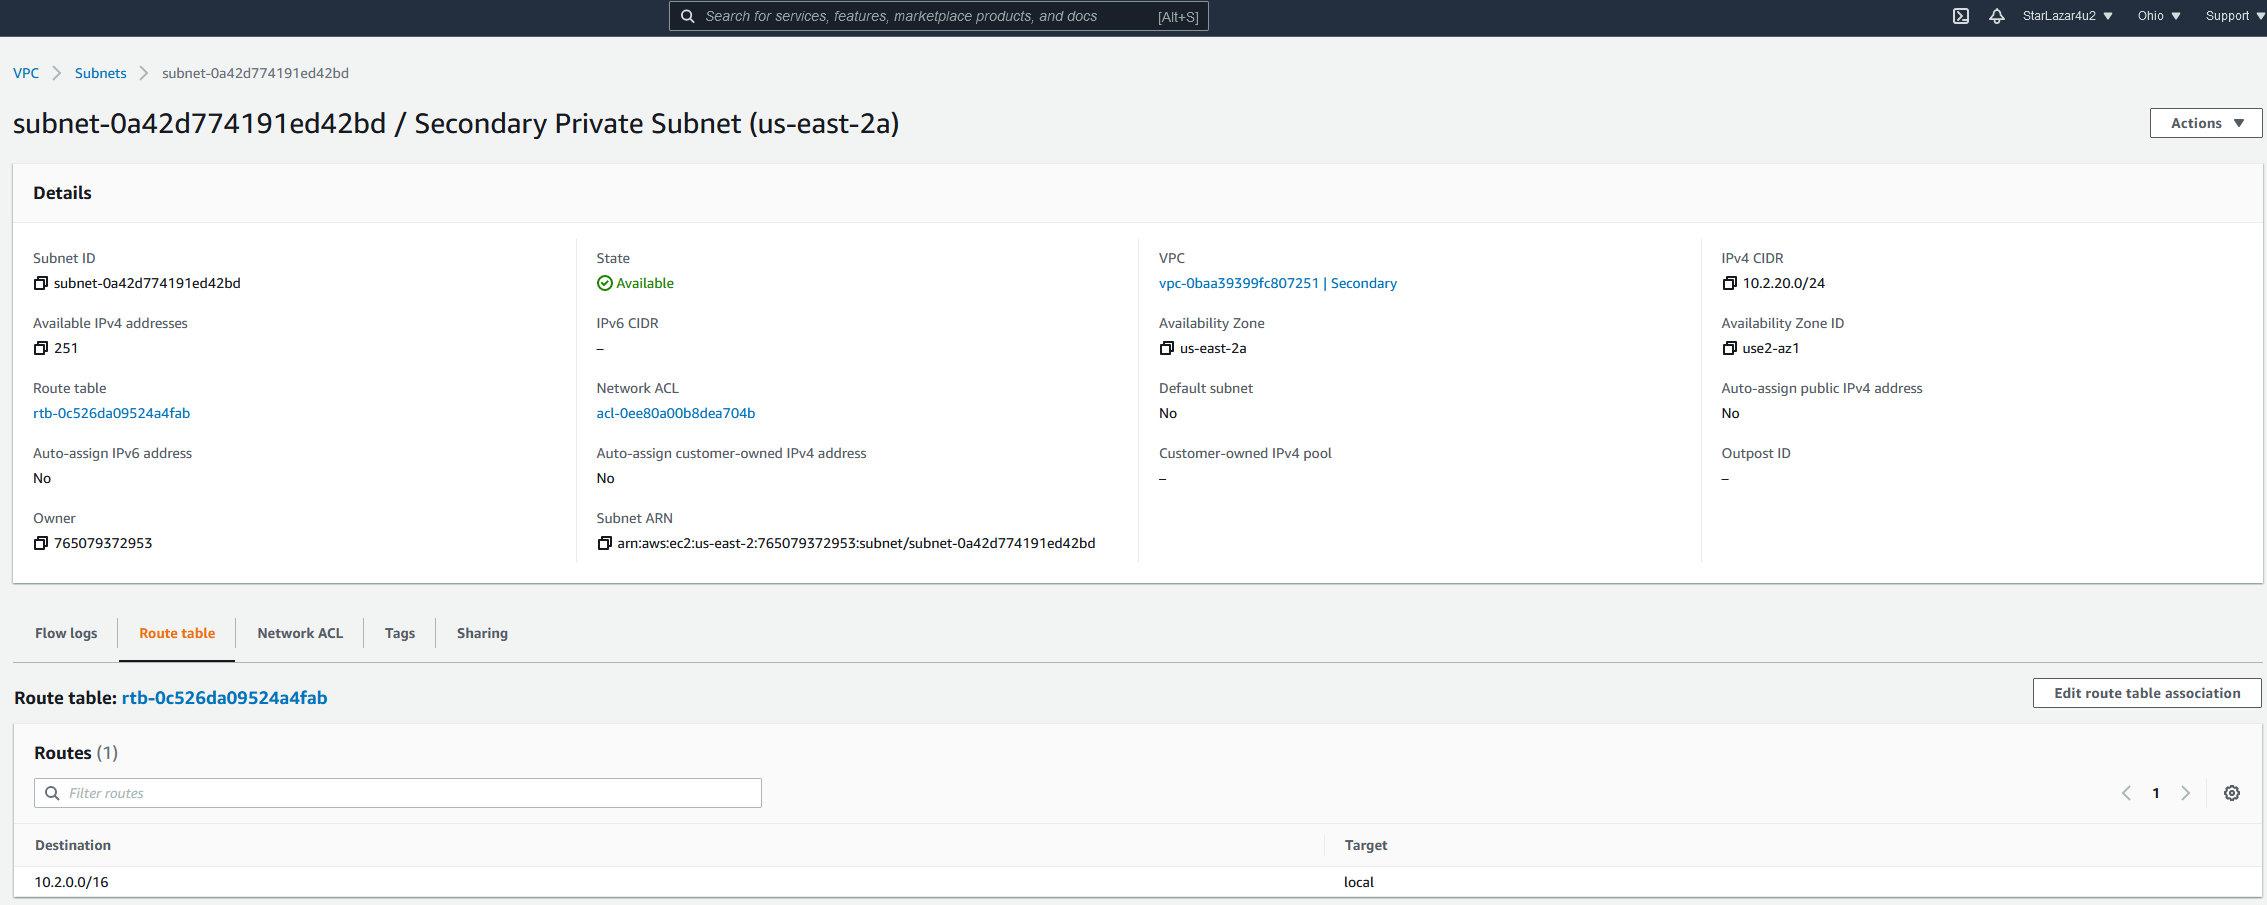 Search for services, features, marketplace products, and docs [Alt+S] StarLazar4u2 Ohio Support
VPC Subnets subnet-0a42d774191ed42bd
subnet-0a42d774191ed42bd / Secondary Private Subnet (us-east-2a)
Actions
Details
Subnet ID State VPC IPv4 CIDR
subnet-0a42d774191ed42bd Available vpc-0baa39399fc807251 | Secondary 10.2.20.0/24
Available IPv4 addresses IPv6 CIDR Availability Zone Availability Zone ID
251 – us-east-2a use2-az1
Route table Network ACL Default subnet Auto-assign public IPv4 address
rtb-0c526da09524a4fab acl-0ee80a00b8dea704b No No
Auto-assign IPv6 address Auto-assign customer-owned IPv4 address Customer-owned IPv4 pool Outpost ID
No No – –
Owner Subnet ARN
765079372953 arn:aws:ec2:us-east-2:765079372953:subnet/subnet-0a42d774191ed42bd
Flow logs Route table Network ACL Tags Sharing
Route table: rtb-0c526da09524a4fab Edit route table association
Routes (1)
Filter routes 1
Destination Target
10.2.0.0/16 local